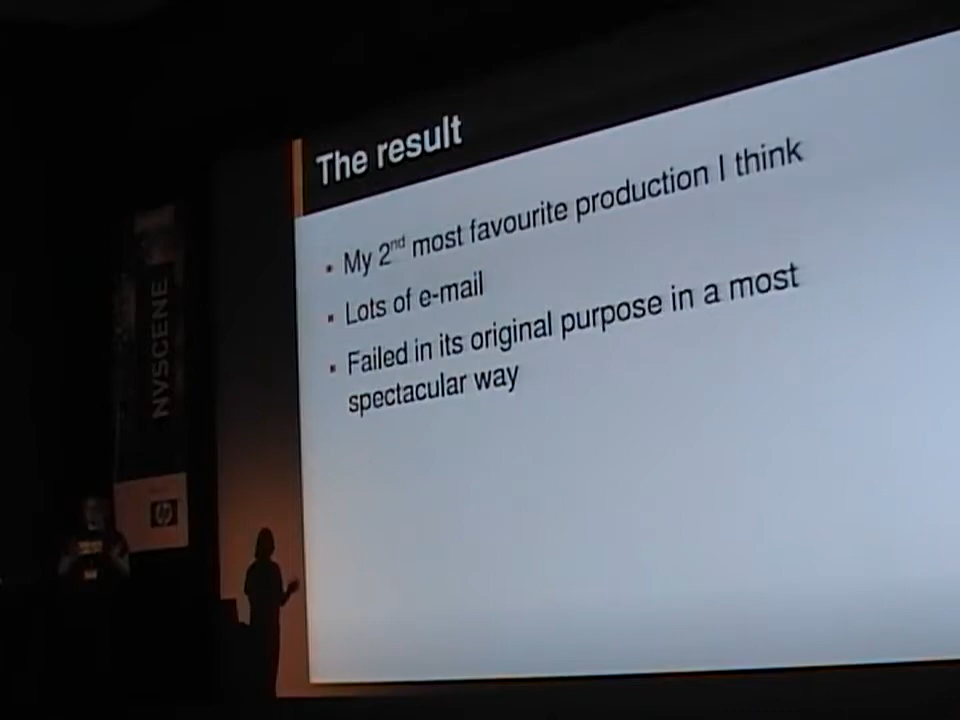 The result
• My 2nd most favourite production I think
• Lots of e-mail
• Failed in its original purpose in a most
spectacular way
NVSCENE
hp